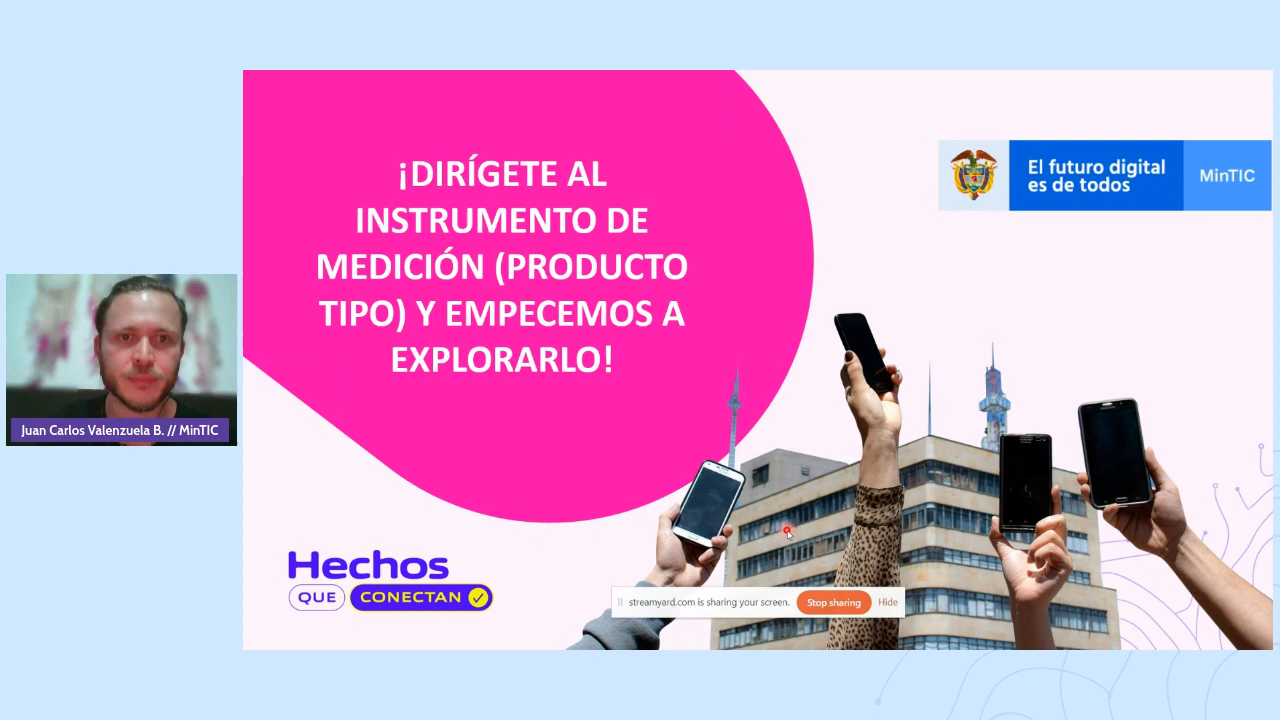 ¡DIRÍGETE AL
INSTRUMENTO DE
MEDICIÓN (PRODUCTO
TIPO) Y EMPECEMOS A
EXPLORARLO!
El futuro digital
es de todos
MinTIC
Juan Carlos Valenzuela B. // MinTIC
Hechos
QUE CONECTAN
streamyard.com is sharing your screen. Stop sharing Hide